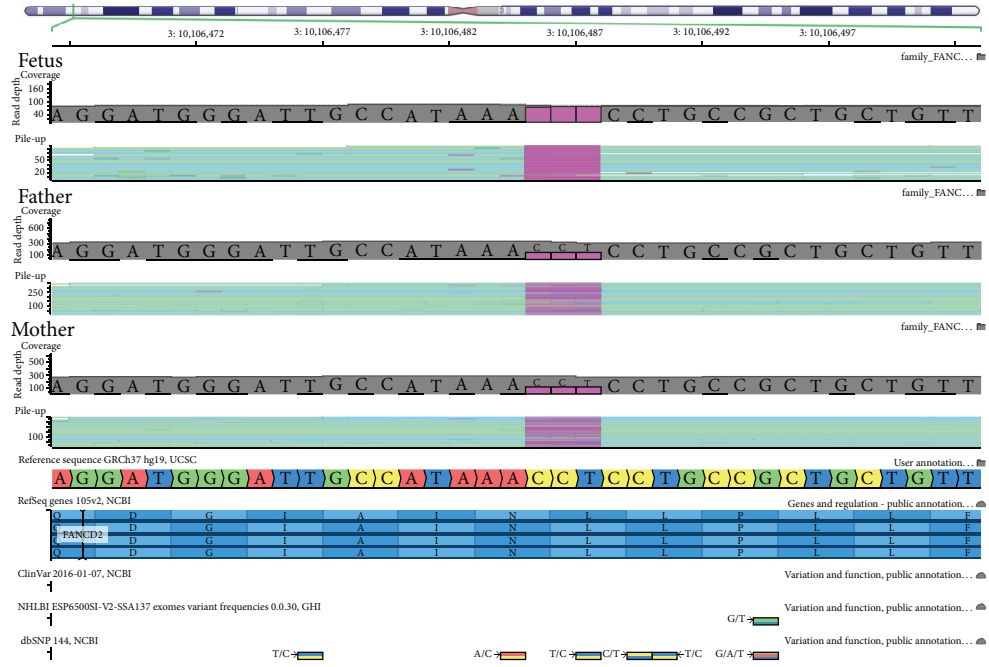 3: 10,106,472 3: 10,106,477 3: 10,106,482 3: 10,106,487 3: 10,106,492 3: 10,106,497
Fetus family_FANC...
Coverage
Read depth
160
100
40
A G G A T G G G A T T G C C A T A A A C C T G C C G C T G C T G T T
Pile-up
50
20
Father family_FANC...
Coverage
Read depth
600
300
100
A G G A T G G G A T T G C C A T A A A C C T C C T G C C G C T G C T G T T
Pile-up
250
100
Mother family_FANC...
Coverage
Read depth
500
300
100
A G G A T G G G A T T G C C A T A A A C C T C C T G C C G C T G C T G T T
Pile-up
100
Reference sequence GRCh37 hg19, UCSC User annotation...
A G G A T G G G A T T G C C A T A A A C C T C C T G C C G C T G C T G T T
RefSeq genes 105v2, NCBI Genes and regulation - public annotation...
Q D G I A I N L L P L L F
D G I A I N L L P L L F
FANCD2
D G I A I N L L P L L F
Q D G I A I N L L P L L F
ClinVar 2016-01-07, NCBI Variation and function, public annotation...
NHLBI ESP6500SI-V2-SSA137 exomes variant frequencies 0.0.30, GHI Variation and function, public annotation...
G/T
dbSNP 144, NCBI Variation and function, public annotation...
T/C A/C T/C C/T T/C G/A/T